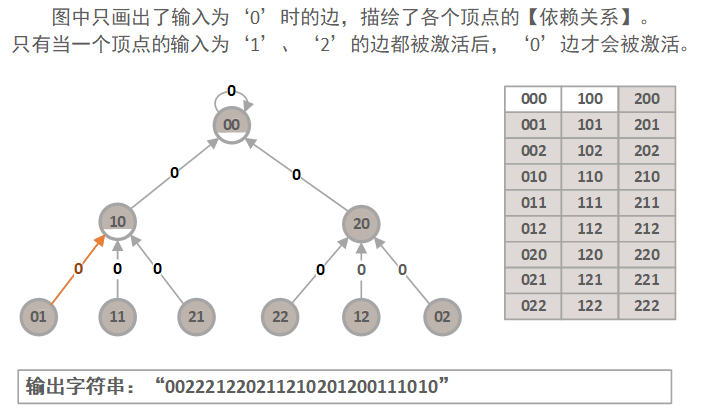 图中只画出了输入为‘0’时的边，描绘了各个顶点的【依赖关系】。
只有当一个顶点的输入为‘1’、‘2’的边都被激活后，‘0’边才会被激活。
0
00
0 0
10 20
0 0 0 0 0 0
01 11 21 22 12 02
000 100 200
001 101 201
002 102 202
010 110 210
011 111 211
012 112 212
020 120 220
021 121 221
022 122 222
输出字符串：“0022212202112102012001110​10”